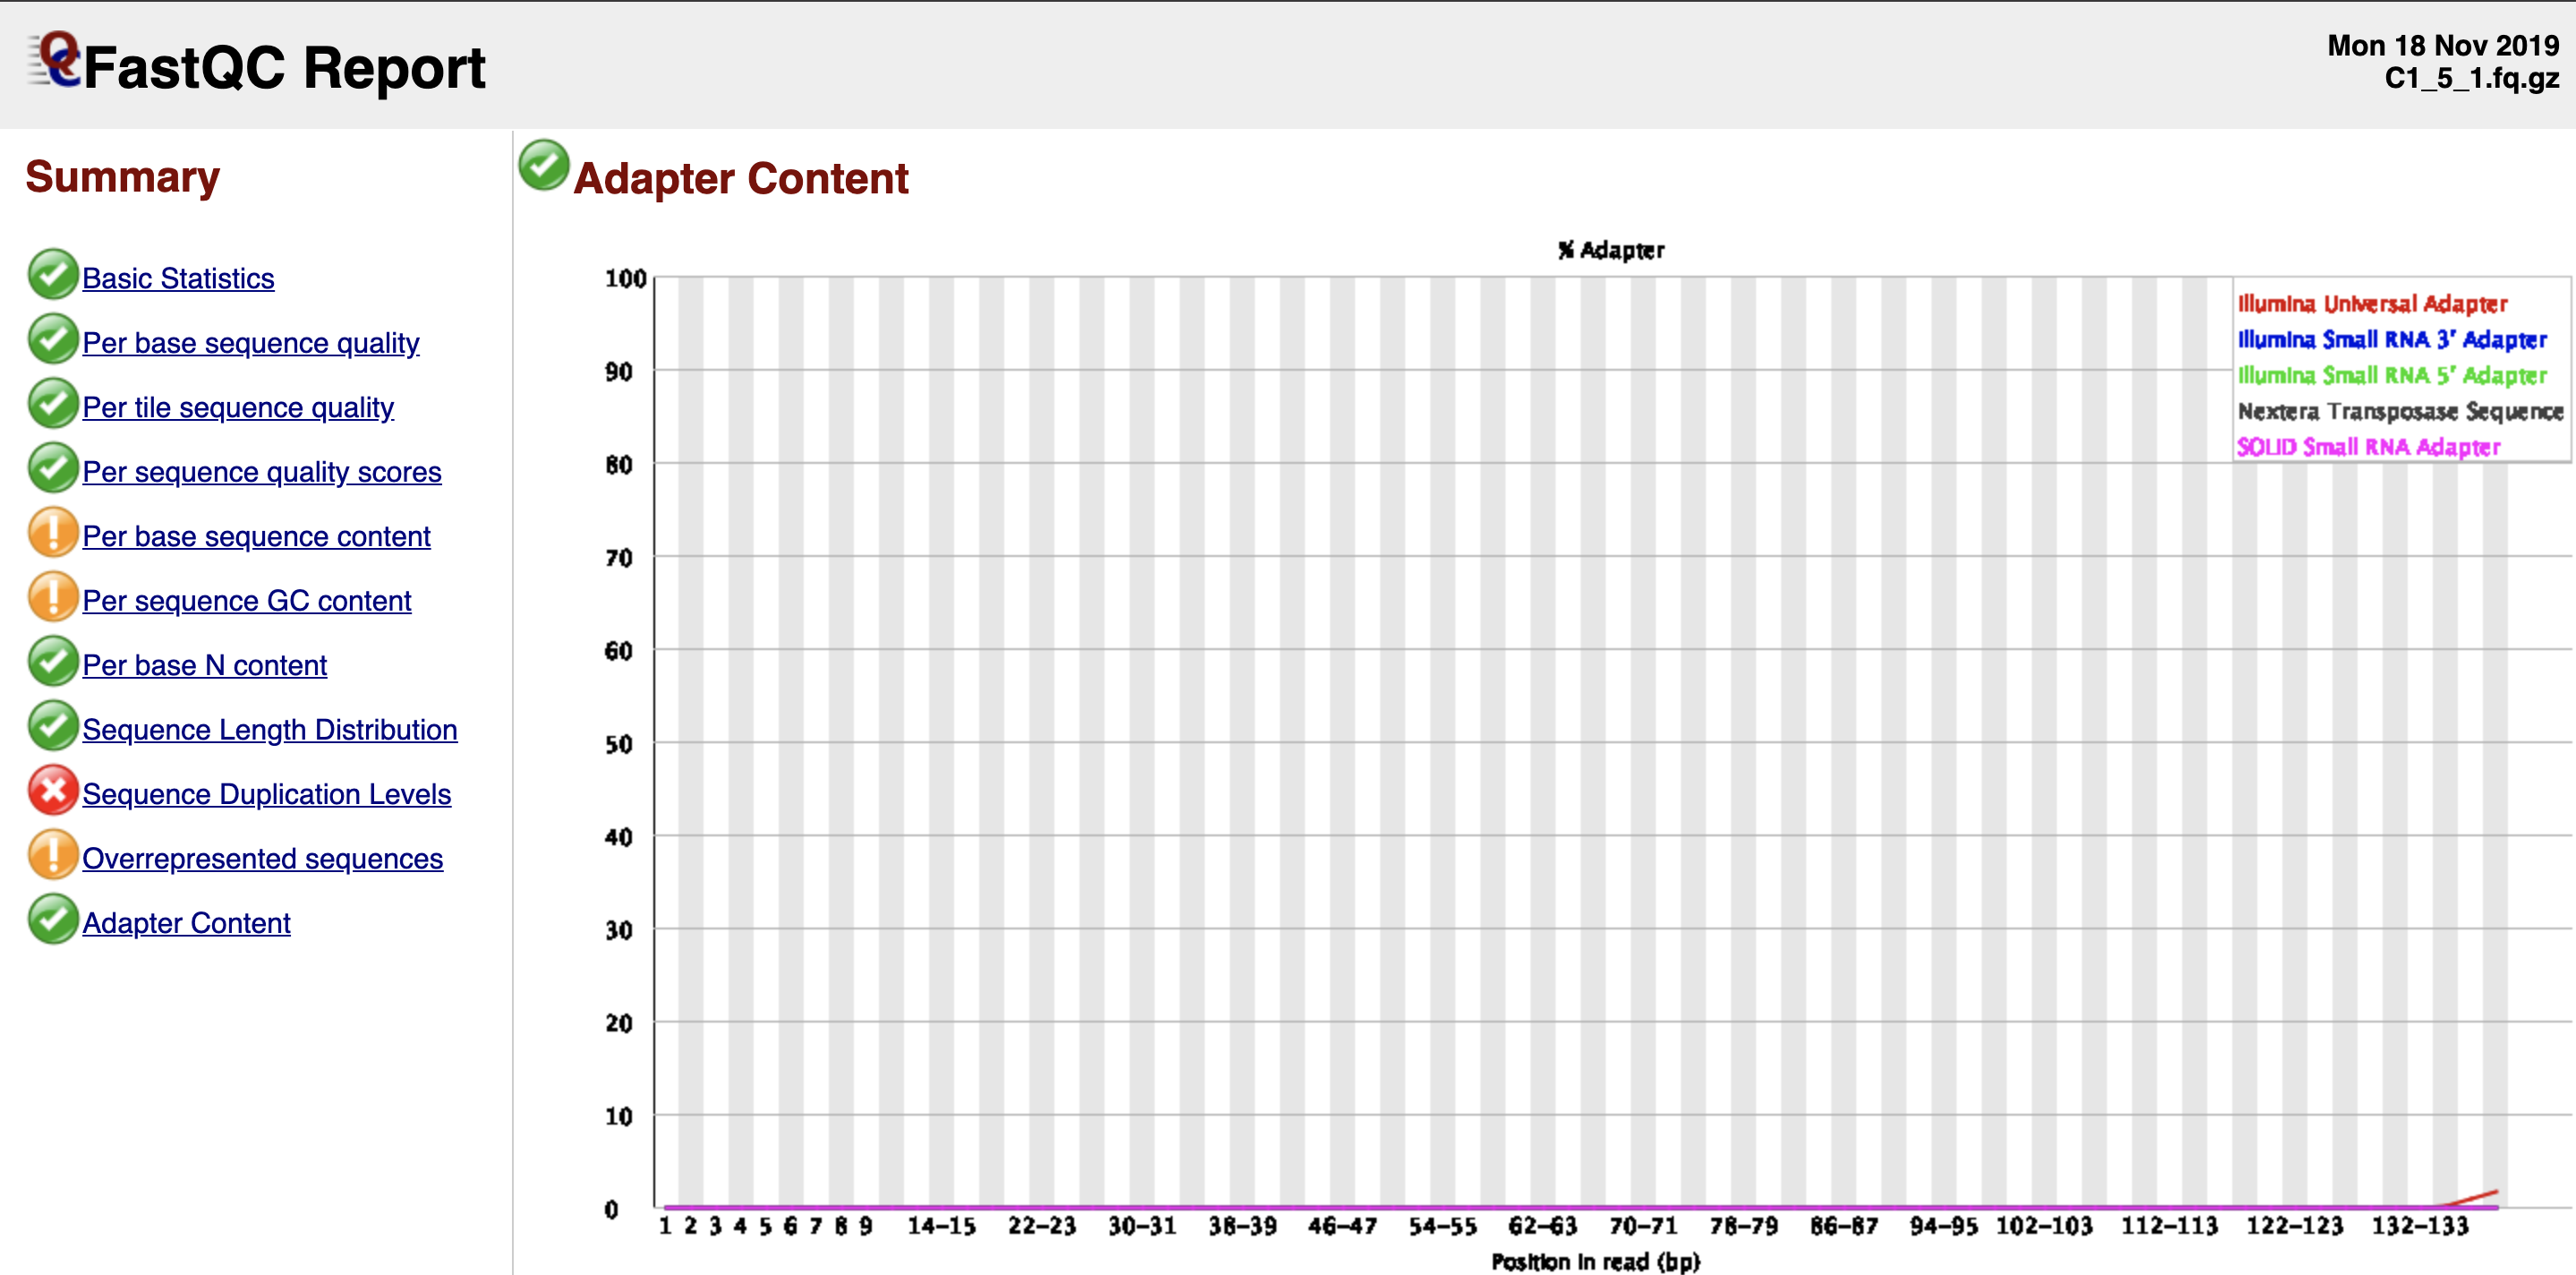 FastQC Report
Mon 18 Nov 2019
C1_5_1.fq.gz
Summary
Basic Statistics
Per base sequence quality
Per tile sequence quality
Per sequence quality scores
Per base sequence content
Per sequence GC content
Per base N content
Sequence Length Distribution
Sequence Duplication Levels
Overrepresented sequences
Adapter Content
Adapter Content
% Adapter
100
90
80
70
60
50
40
30
20
10
0
Illumina Universal Adapter
Illumina Small RNA 3' Adapter
Illumina Small RNA 5' Adapter
Nextera Transposase Sequence
SOLID Small RNA Adapter
1 2 3 4 5 6 7 8 9 14-15 22-23 30-31 38-39 46-47 54-55 62-63 70-71 78-79 86-87 94-95 102-103 112-113 122-123 132-133
Position in read (bp)